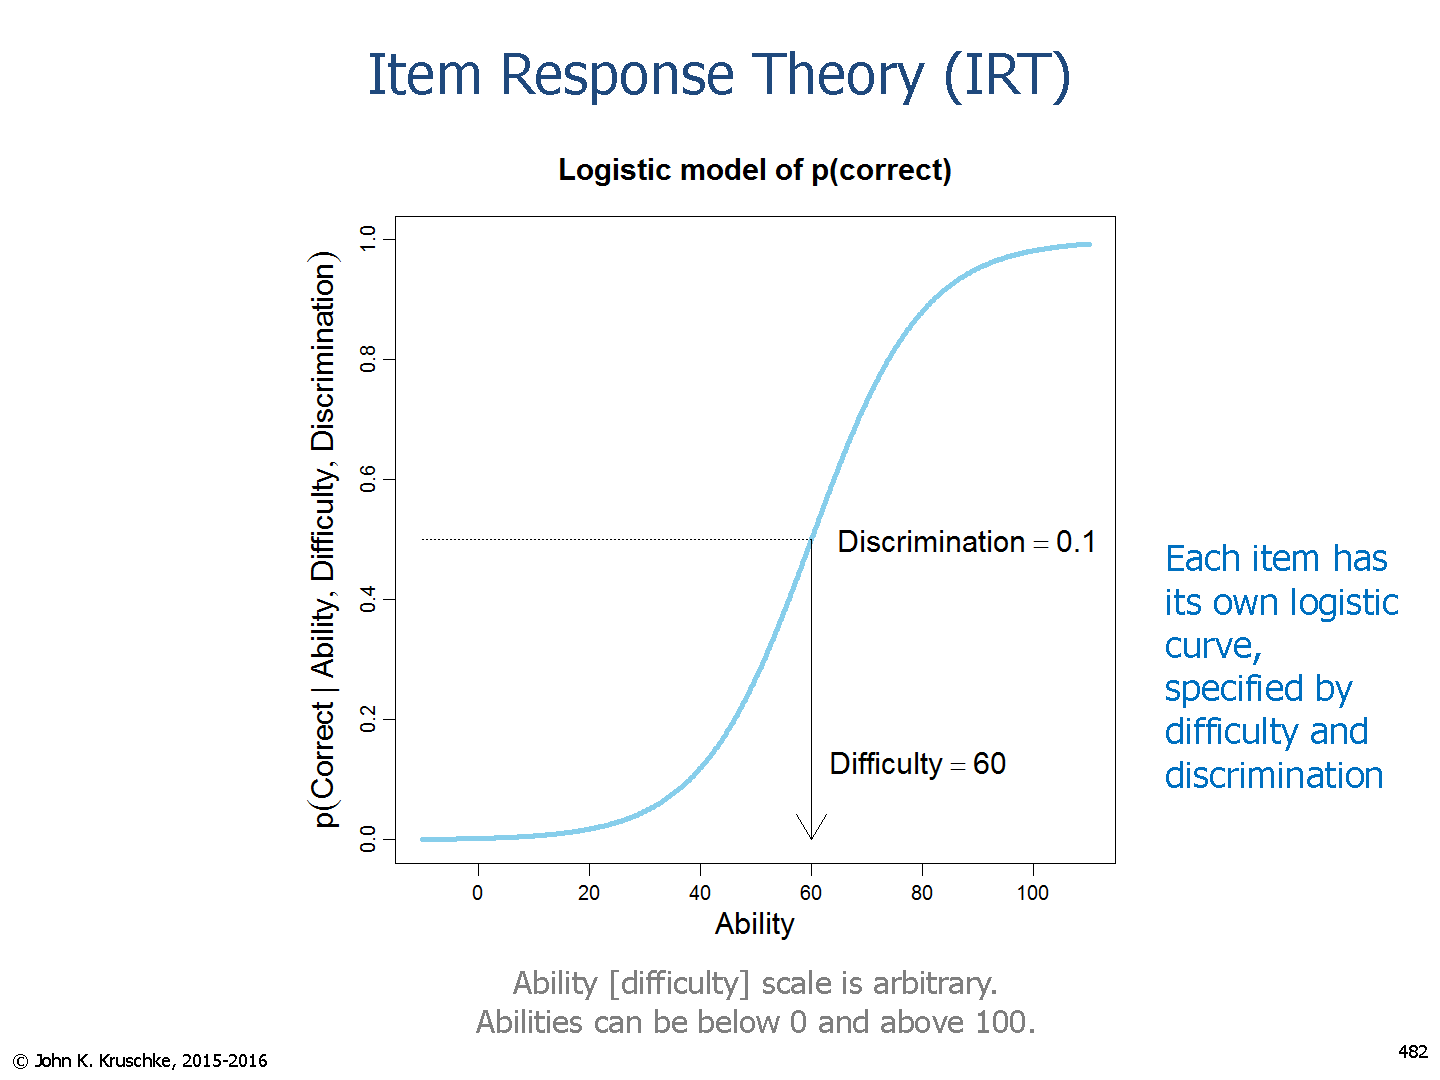 Item Response Theory (IRT)
Logistic model of p(correct)
p(Correct | Ability, Difficulty, Discrimination)
1.0
0.8
0.6
0.4
0.2
0.0
Discrimination = 0.1
Difficulty = 60
0 20 40 60 80 100
Ability
Each item has
its own logistic
curve,
specified by
difficulty and
discrimination
Ability [difficulty] scale is arbitrary.
Abilities can be below 0 and above 100.
© John K. Kruschke, 2015-2016
482